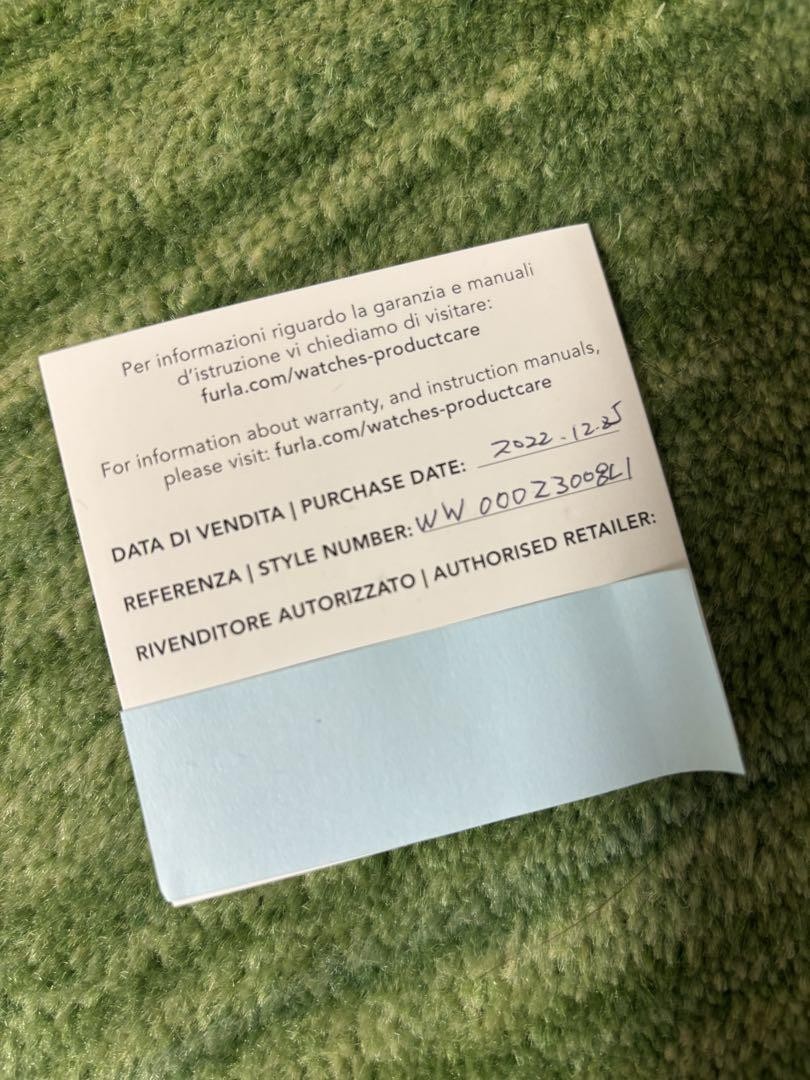 Per informazioni riguardo la garanzia e manuali
d'istruzione vi chiediamo di visitare:
furla.com/watches-productcare
For information about warranty, and instruction manuals,
please visit: furla.com/watches-productcare
DATA DI VENDITA | PURCHASE DATE: 2022.12.25
REFERENZA | STYLE NUMBER: WW00023008L1
RIVENDITORE AUTORIZZATO | AUTHORISED RETAILER: